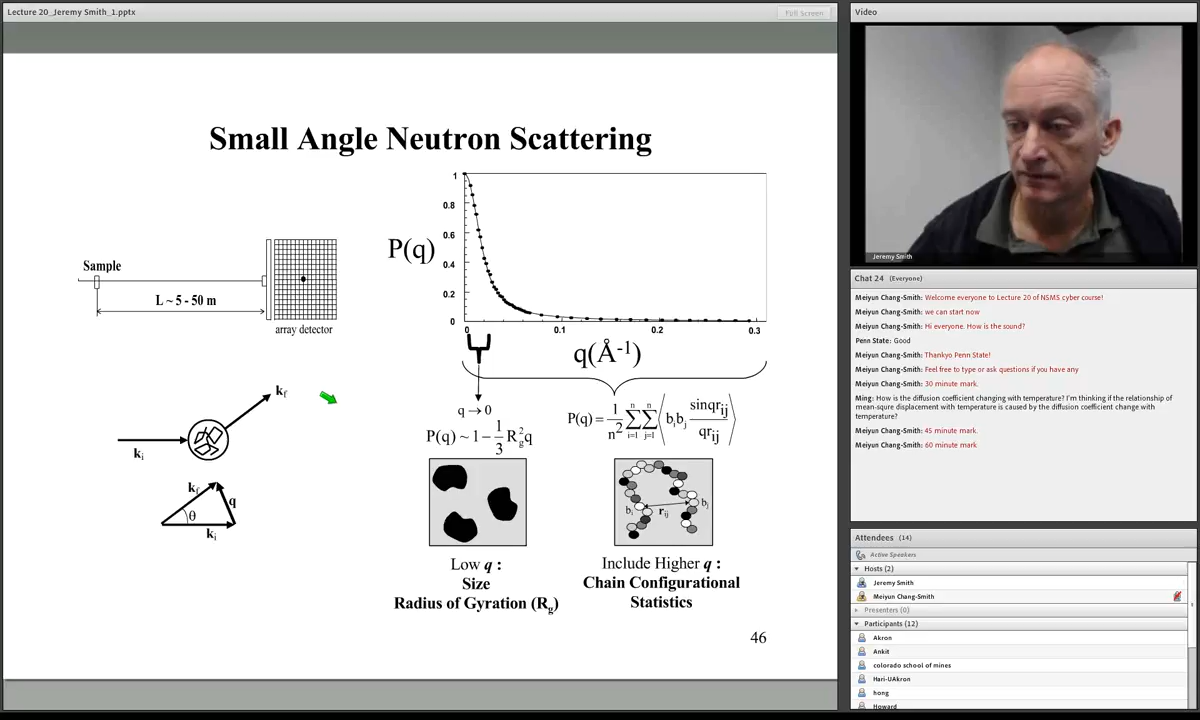 Lecture 20_Jeremy Smith_1.pptx
Full Screen
Small Angle Neutron Scattering
Sample
L ~ 5 - 50 m
array detector
k_i
k_f
k_f
q
θ
k_i
P(q)
1
0.8
0.6
0.4
0.2
0
0
0.1
0.2
0.3
q(Å⁻¹)
q → 0
P(q) ~ 1 − 1/3 R_g² q
P(q) = 1/n² Σ_{i=1}^{n} Σ_{j=1}^{n} ⟨ b_i b_j sinqr_ij / qr_ij ⟩
b_i
r_ij
b_j
Low q :
Size
Radius of Gyration (R_g)
Include Higher q :
Chain Configurational
Statistics
46
Video
Jeremy Smith
Chat 24 (Everyone)
Meiyun Chang-Smith: Welcome everyone to Lecture 20 of NSMS cyber course!
Meiyun Chang-Smith: we can start now
Meiyun Chang-Smith: Hi everyone. How is the sound?
Penn State: Good
Meiyun Chang-Smith: Thankyo Penn State!
Meiyun Chang-Smith: Feel free to type or ask questions if you have any
Meiyun Chang-Smith: 30 minute mark.
Ming: How is the diffusion coefficient changing with temperature? I'm thinking if the relationship of
mean-squre displacement with temperature is caused by the diffusion coefficient change with
temperature?
Meiyun Chang-Smith: 45 minute mark.
Meiyun Chang-Smith: 60 minute mark
Attendees (14)
Active Speakers
Hosts (2)
Jeremy Smith
Meiyun Chang-Smith
Presenters (0)
Participants (12)
Akron
Ankit
colorado school of mines
Hari-UAkron
hong
Howard